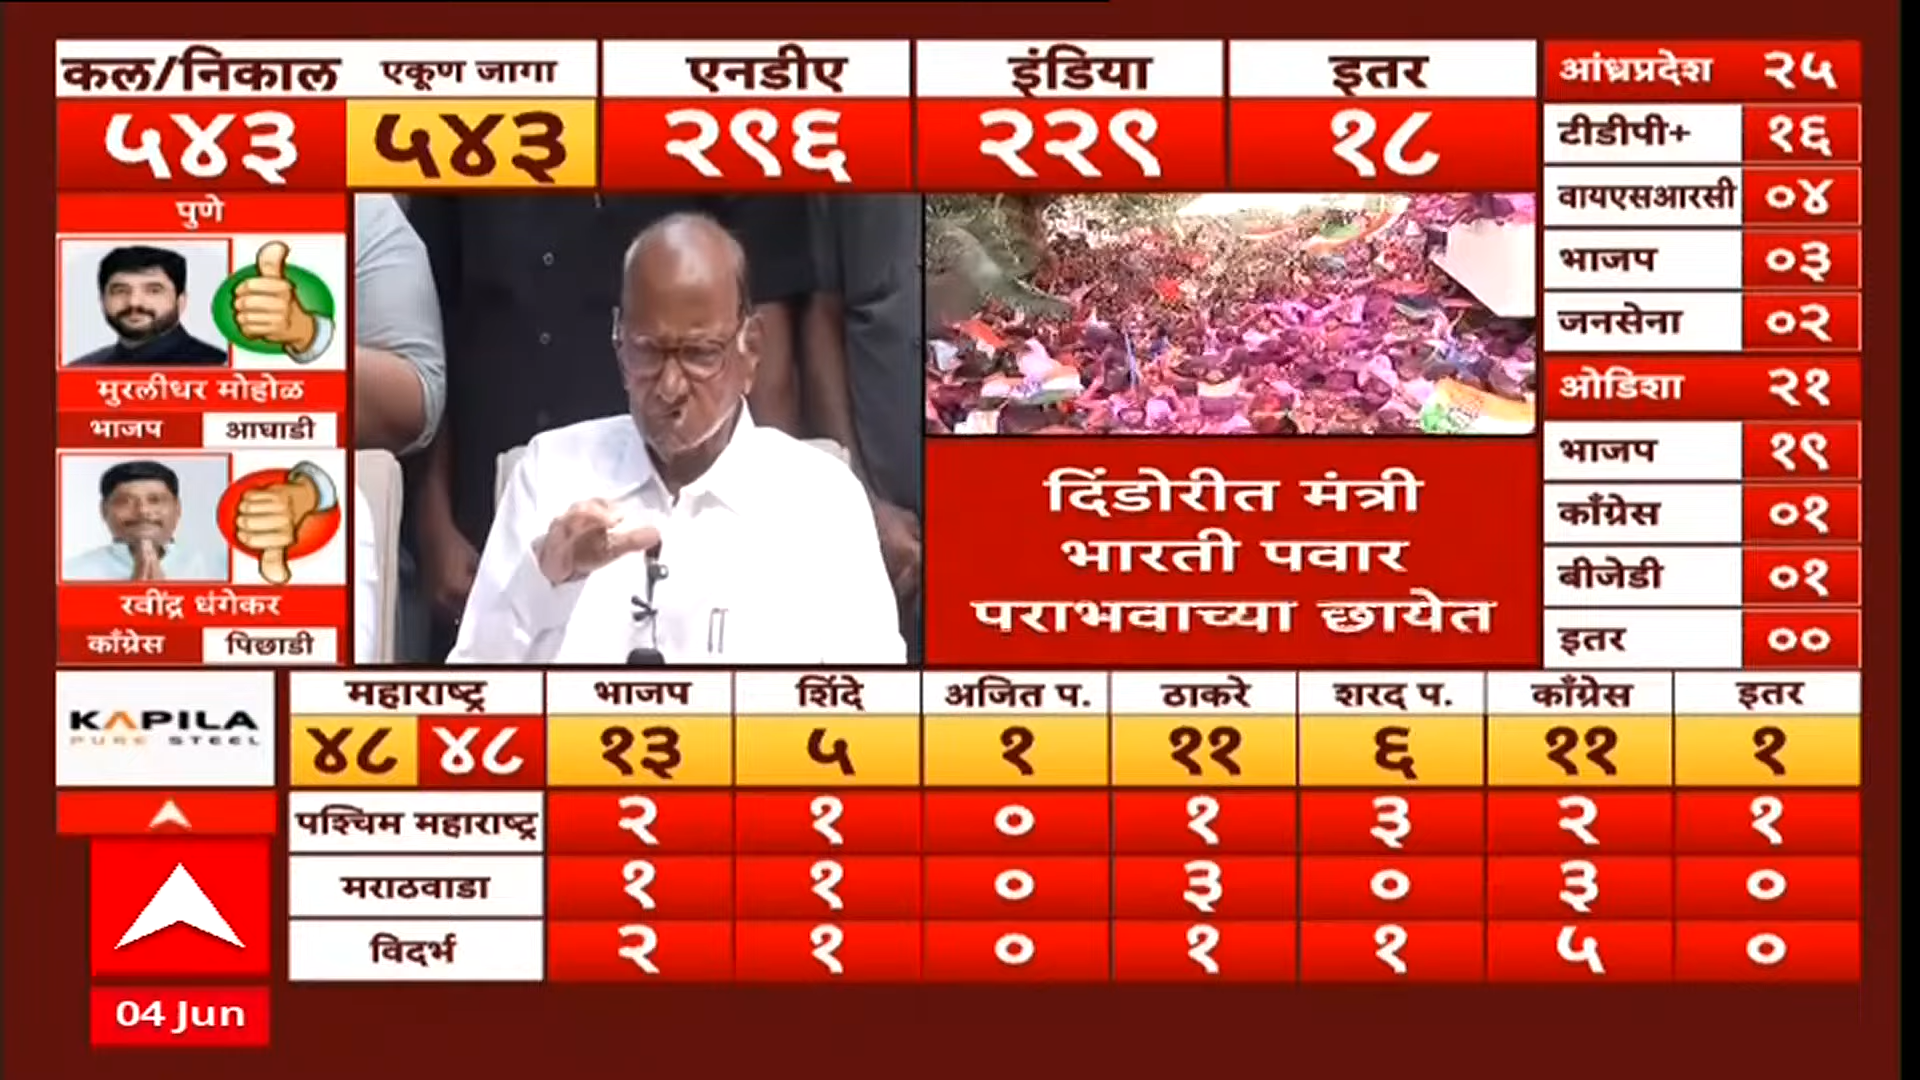 कल/निकाल एकूण जागा एनडीए इंडिया इतर
५४३ ५४३ २९६ २२९ १८
पुणे
मुरलीधर मोहोळ
भाजप आघाडी
रवींद्र धंगेकर
काँग्रेस पिछाडी
दिंडोरीत मंत्री
भारती पवार
पराभवाच्या छायेत
आंध्रप्रदेश २५
टीडीपी+ १६
वायएसआरसी ०४
भाजप ०३
जनसेना ०२
ओडिशा २१
भाजप १९
काँग्रेस ०१
बीजेडी ०१
इतर ००
KAPILA
PURE STEEL
महाराष्ट्र भाजप शिंदे अजित प. ठाकरे शरद प. काँग्रेस इतर
४८ ४८ १३ ५ १ ११ ६ ११ १
पश्चिम महाराष्ट्र २ १ ० १ ३ २ १
मराठवाडा १ १ ० ३ ० ३ ०
विदर्भ २ १ ० १ १ ५ ०
04 Jun